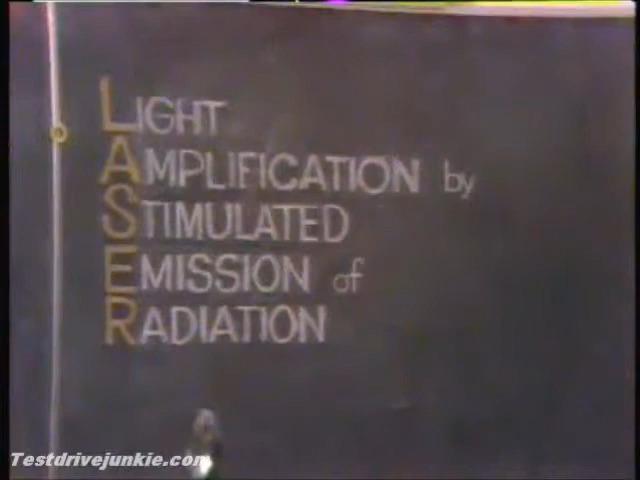 LIGHT
AMPLIFICATION by
STIMULATED
EMISSION of
RADIATION
Testdrivejunkie.com